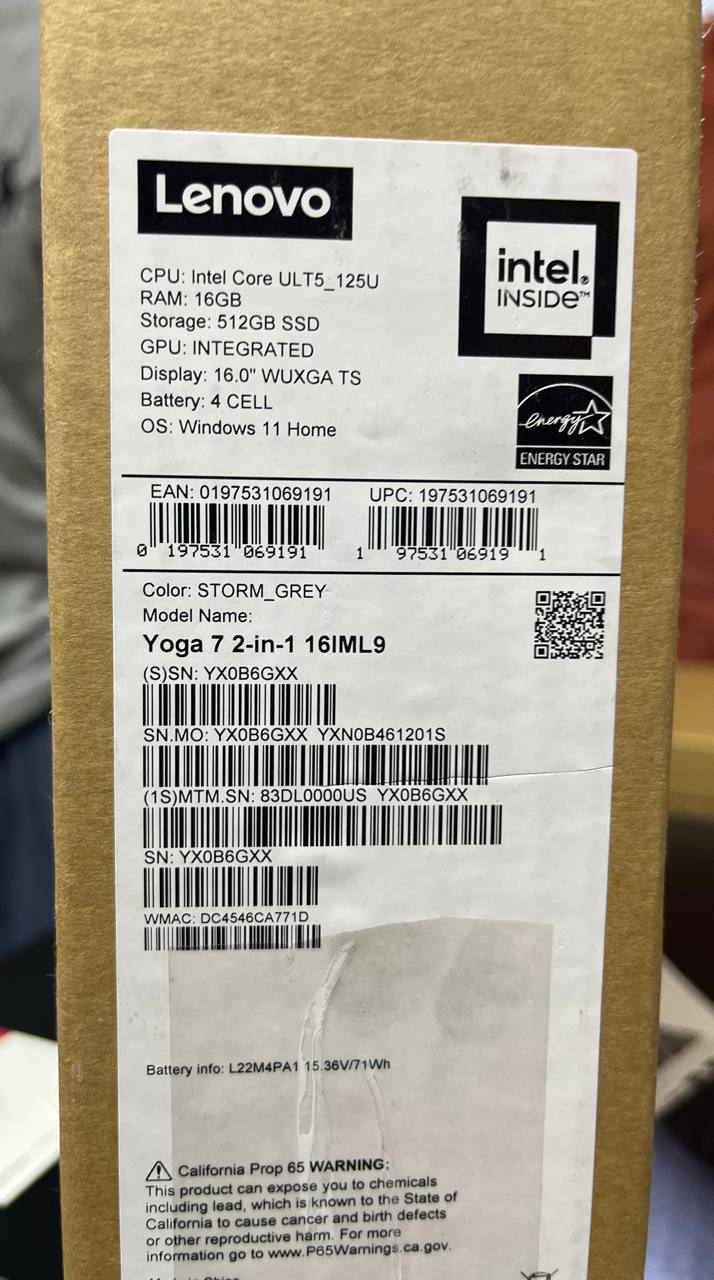 Lenovo
intel.
INSIDE™
CPU: Intel Core ULT5_125U
RAM: 16GB
Storage: 512GB SSD
GPU: INTEGRATED
Display: 16.0" WUXGA TS
Battery: 4 CELL
OS: Windows 11 Home
energy
ENERGY STAR
EAN: 0197531069191
0 197531 069191
UPC: 197531069191
1 97531 06919 1
Color: STORM_GREY
Model Name:
Yoga 7 2-in-1 16IML9
(S)SN: YX0B6GXX
SN.MO: YX0B6GXX YXN0B461201S
(1S)MTM.SN: 83DL0000US YX0B6GXX
SN: YX0B6GXX
WMAC: DC4546CA771D
Battery info: L22M4PA1 15.36V/71Wh
California Prop 65 WARNING:
This product can expose you to chemicals
including lead, which is known to the State of
California to cause cancer and birth defects
or other reproductive harm. For more
information go to www.P65Warnings.ca.gov.
Made in China